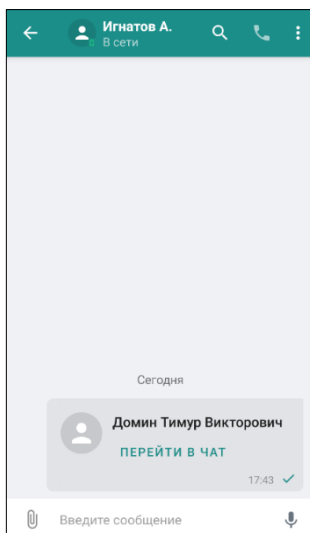 Игнатов А.
В сети
Сегодня
Домин Тимур Викторович
ПЕРЕЙТИ В ЧАТ
17:43
Введите сообщение